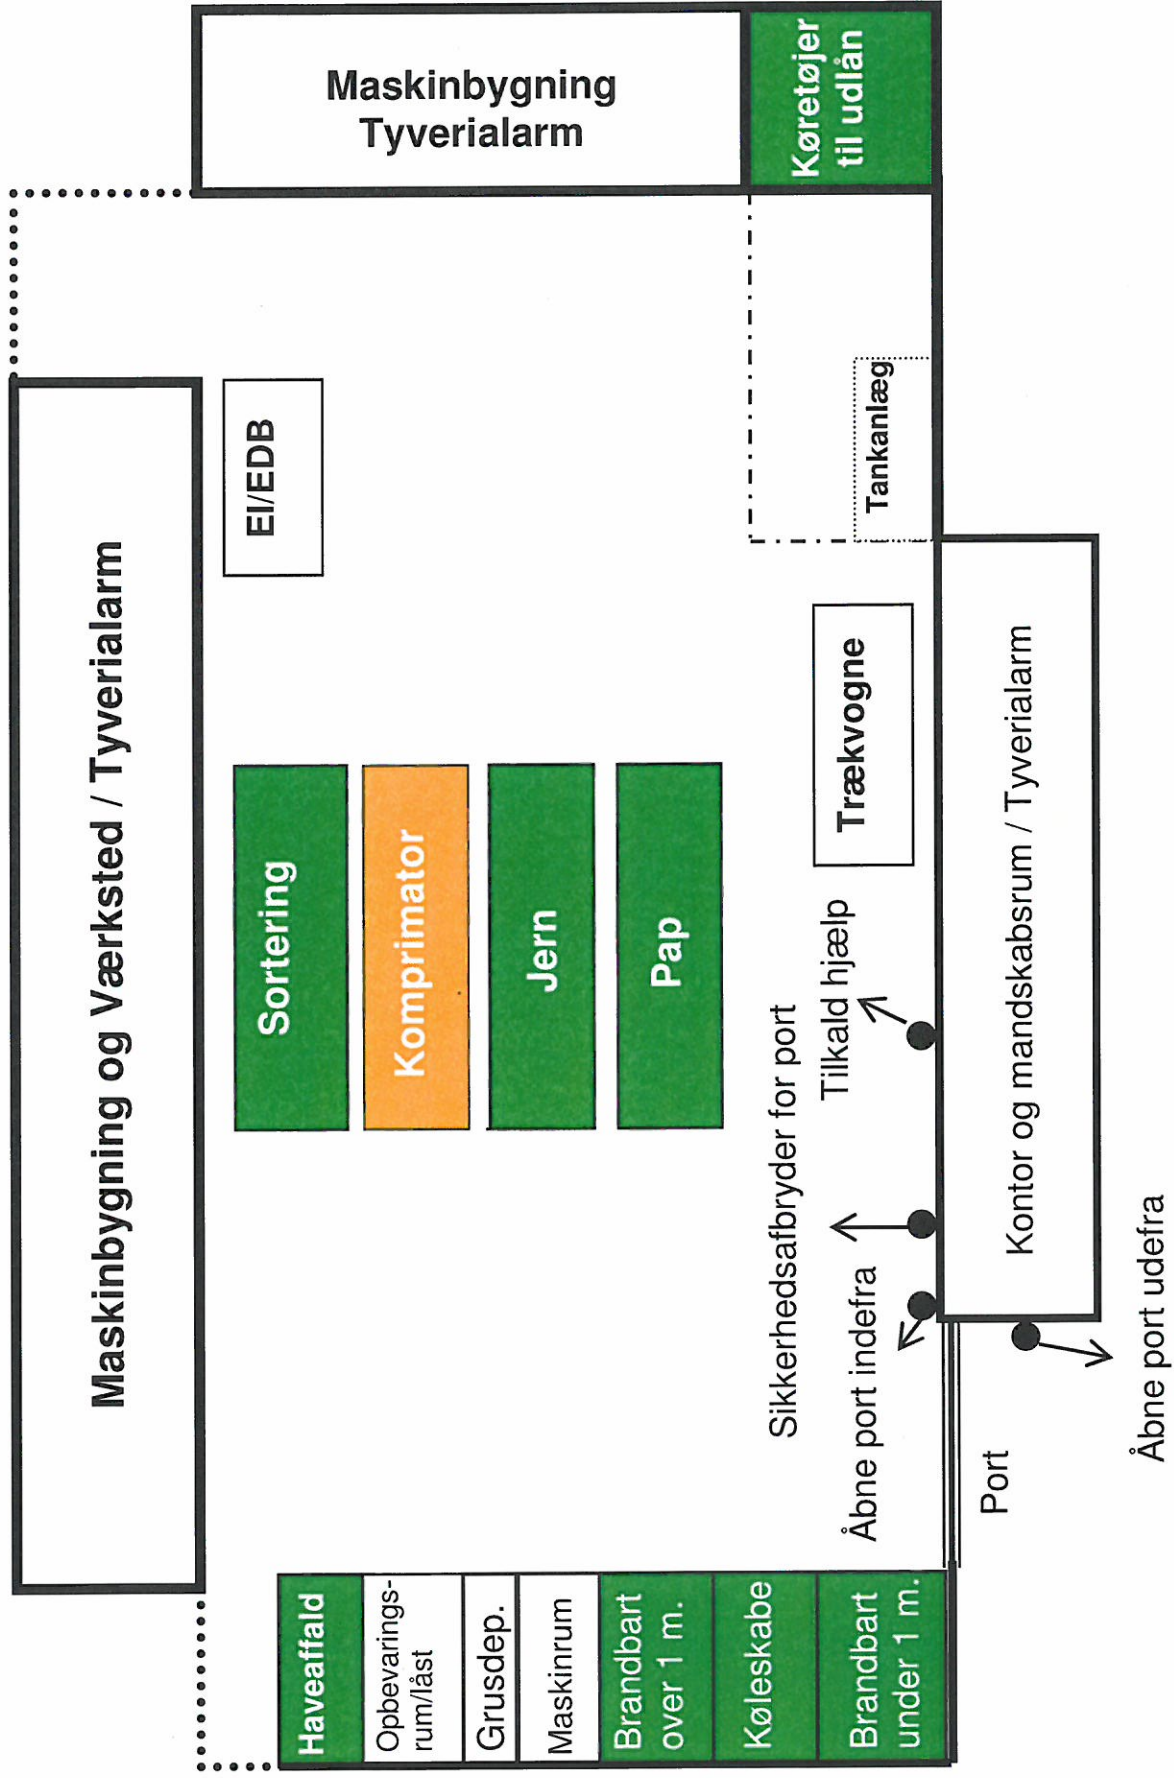 Maskinbygning og Værksted / Tyverialarm
Maskinbygning
Tyverialarm
Køretøjer
til udlån
El/EDB
Sortering
Komprimator
Jern
Pap
Tankanlæg
Trækvogne
Tilkald hjælp
Sikkerhedsafbryder for port
Åbne port indefra
Kontor og mandskabsrum / Tyverialarm
Åbne port udefra
Port
Haveaffald
Opbevarings-
rum/låst
Grusdep.
Maskinrum
Brandbart
over 1 m.
Køleskabe
Brandbart
under 1 m.